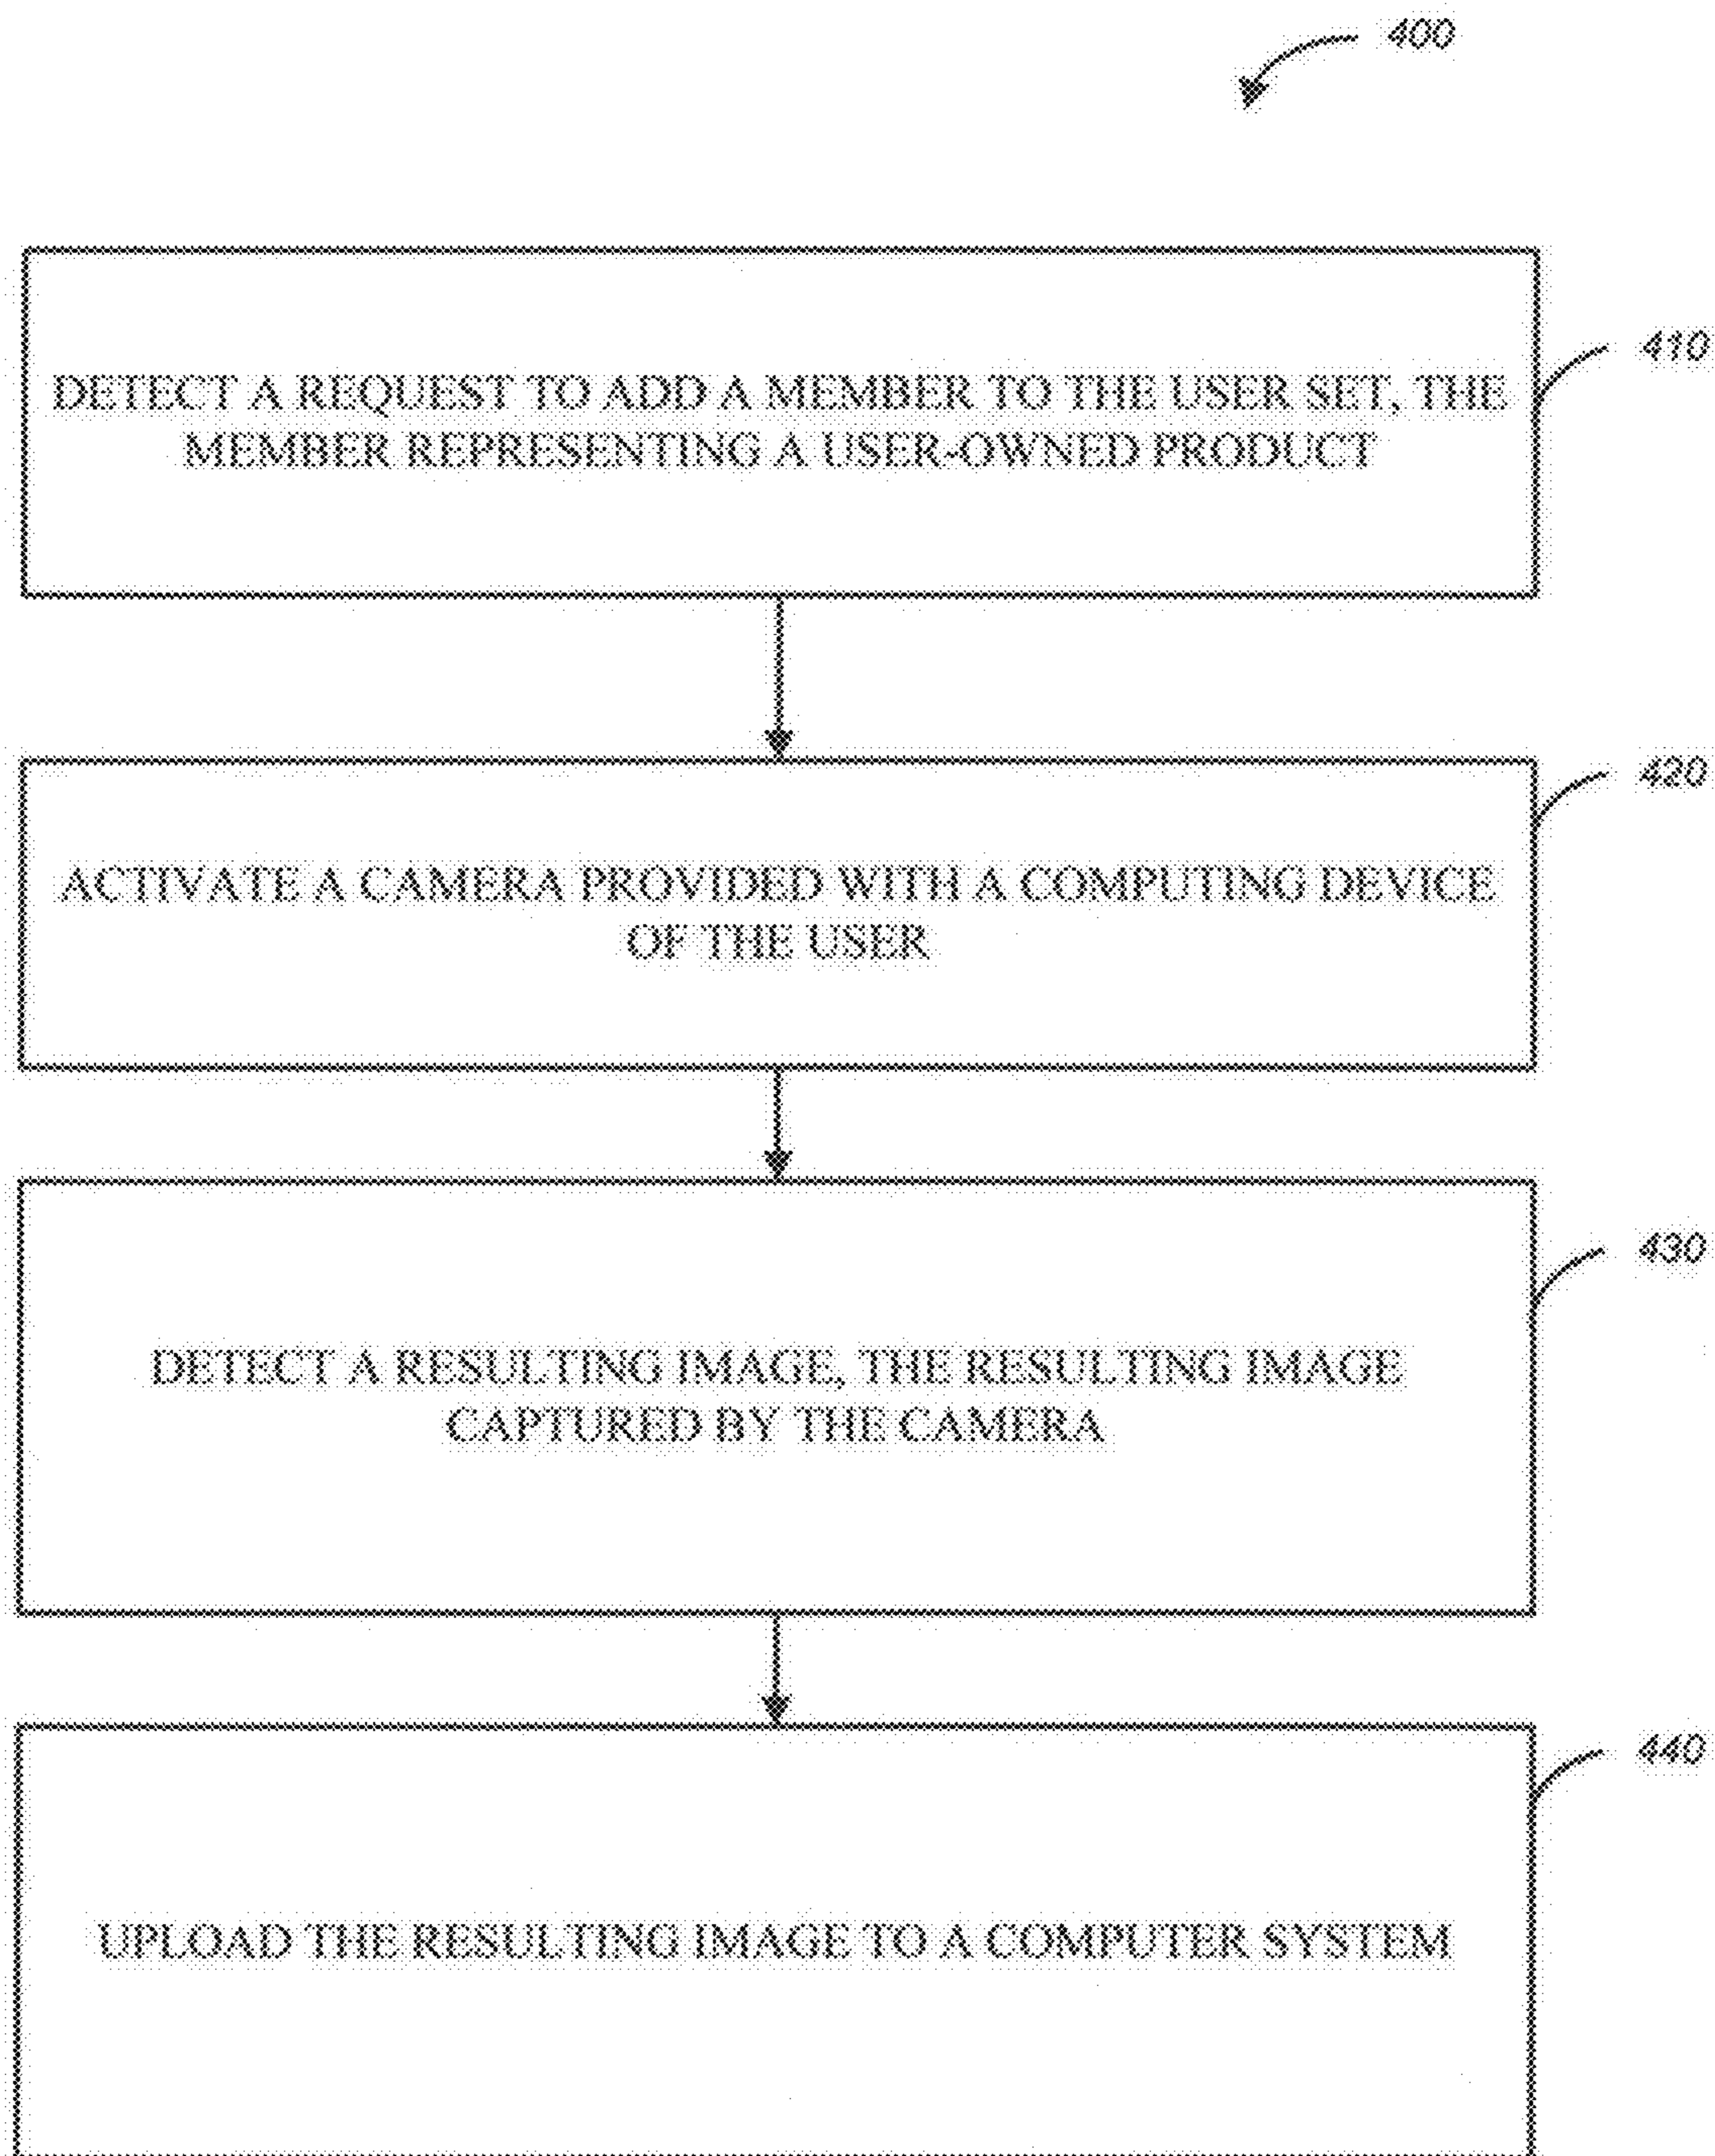 400
DETECT A REQUEST TO ADD A MEMBER TO THE USER SET, THE
MEMBER REPRESENTING A USER-OWNED PRODUCT
410
ACTIVATE A CAMERA PROVIDED WITH A COMPUTING DEVICE
OF THE USER
420
DETECT A RESULTING IMAGE, THE RESULTING IMAGE
CAPTURED BY THE CAMERA
430
UPLOAD THE RESULTING IMAGE TO A COMPUTER SYSTEM
440